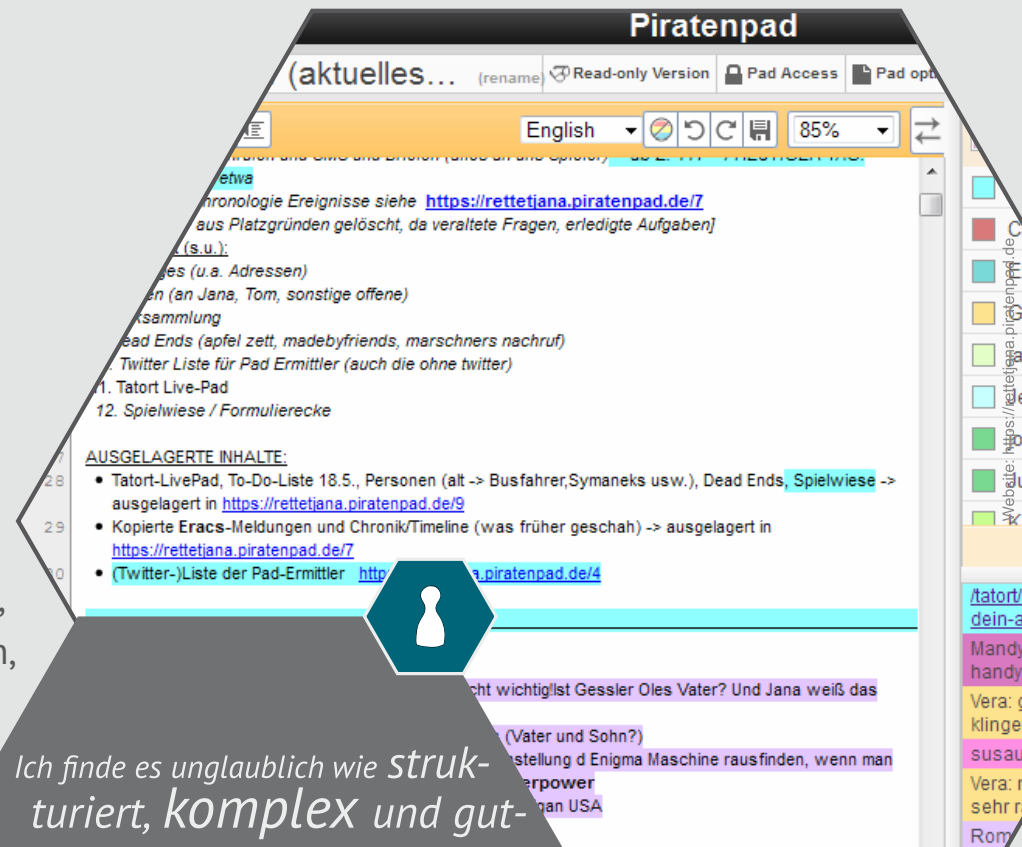 Piratenpad
(aktuelles... (rename) Read-only Version Pad Access Pad opt
English 85%
etwa
hronologie Ereignisse siehe https://rettetjana.piratenpad.de/7
aus Platzgründen gelöscht, da veraltete Fragen, erledigte Aufgaben]
(s.u.):
ges (u.a. Adressen)
en (an Jana, Tom, sonstige offene)
ksammlung
ead Ends (apfel zett, madebyfriends, marschners nachruf)
. Twitter Liste für Pad Ermittler (auch die ohne twitter)
11. Tatort Live-Pad
12. Spielwiese / Formulierecke
AUSGELAGERTE INHALTE:
28 • Tatort-LivePad, To-Do-Liste 18.5., Personen (alt -> Busfahrer,Symaneks usw.), Dead Ends, Spielwiese ->
ausgelagert in https://rettetjana.piratenpad.de/9
29 • Kopierte Eracs-Meldungen und Chronik/Timeline (was früher geschah) -> ausgelagert in
https://rettetjana.piratenpad.de/7
• (Twitter-)Liste der Pad-Ermittler http a.piratenpad.de/4
cht wichtig!Ist Gessler Oles Vater? Und Jana weiß das
(Vater und Sohn?)
nstellung d Enigma Maschine rausfinden, wenn man
erpower
gan USA
Ich finde es unglaublich wie struk-
turiert, komplex und gut-
Website: https://rettetjana.piratenpad.de
/tatort/
dein-a
Mandy
handy
Vera: g
klinge
susau
Vera: r
sehr r
Rom